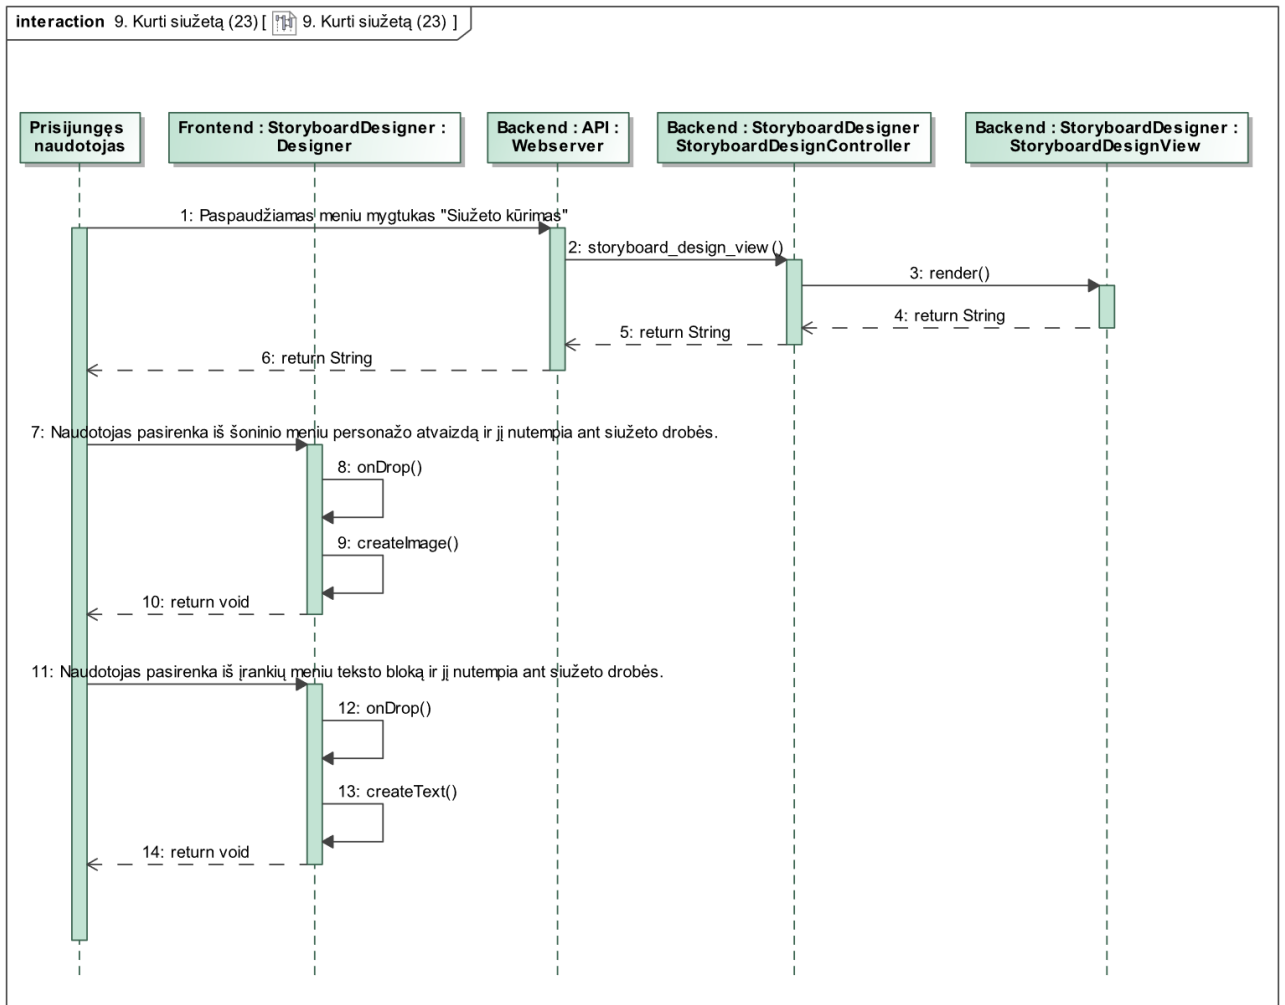 interaction 9. Kurti siužetą (23) [ 9. Kurti siužetą (23) ]
Prisijungęs
naudotojas
Frontend : StoryboardDesigner :
Designer
Backend : API :
Webserver
Backend : StoryboardDesigner
StoryboardDesignController
Backend : StoryboardDesigner :
StoryboardDesignView
1: Paspaudžiamas meniu mygtukas "Siužeto kūrimas"
2: storyboard_design_view()
3: render()
4: return String
5: return String
6: return String
7: Naudotojas pasirenka iš šoninio meniu personažo atvaizdą ir jį nutempia ant siužeto drobės.
8: onDrop()
9: createImage()
10: return void
11: Naudotojas pasirenka iš įrankių meniu teksto bloką ir jį nutempia ant siužeto drobės.
12: onDrop()
13: createText()
14: return void